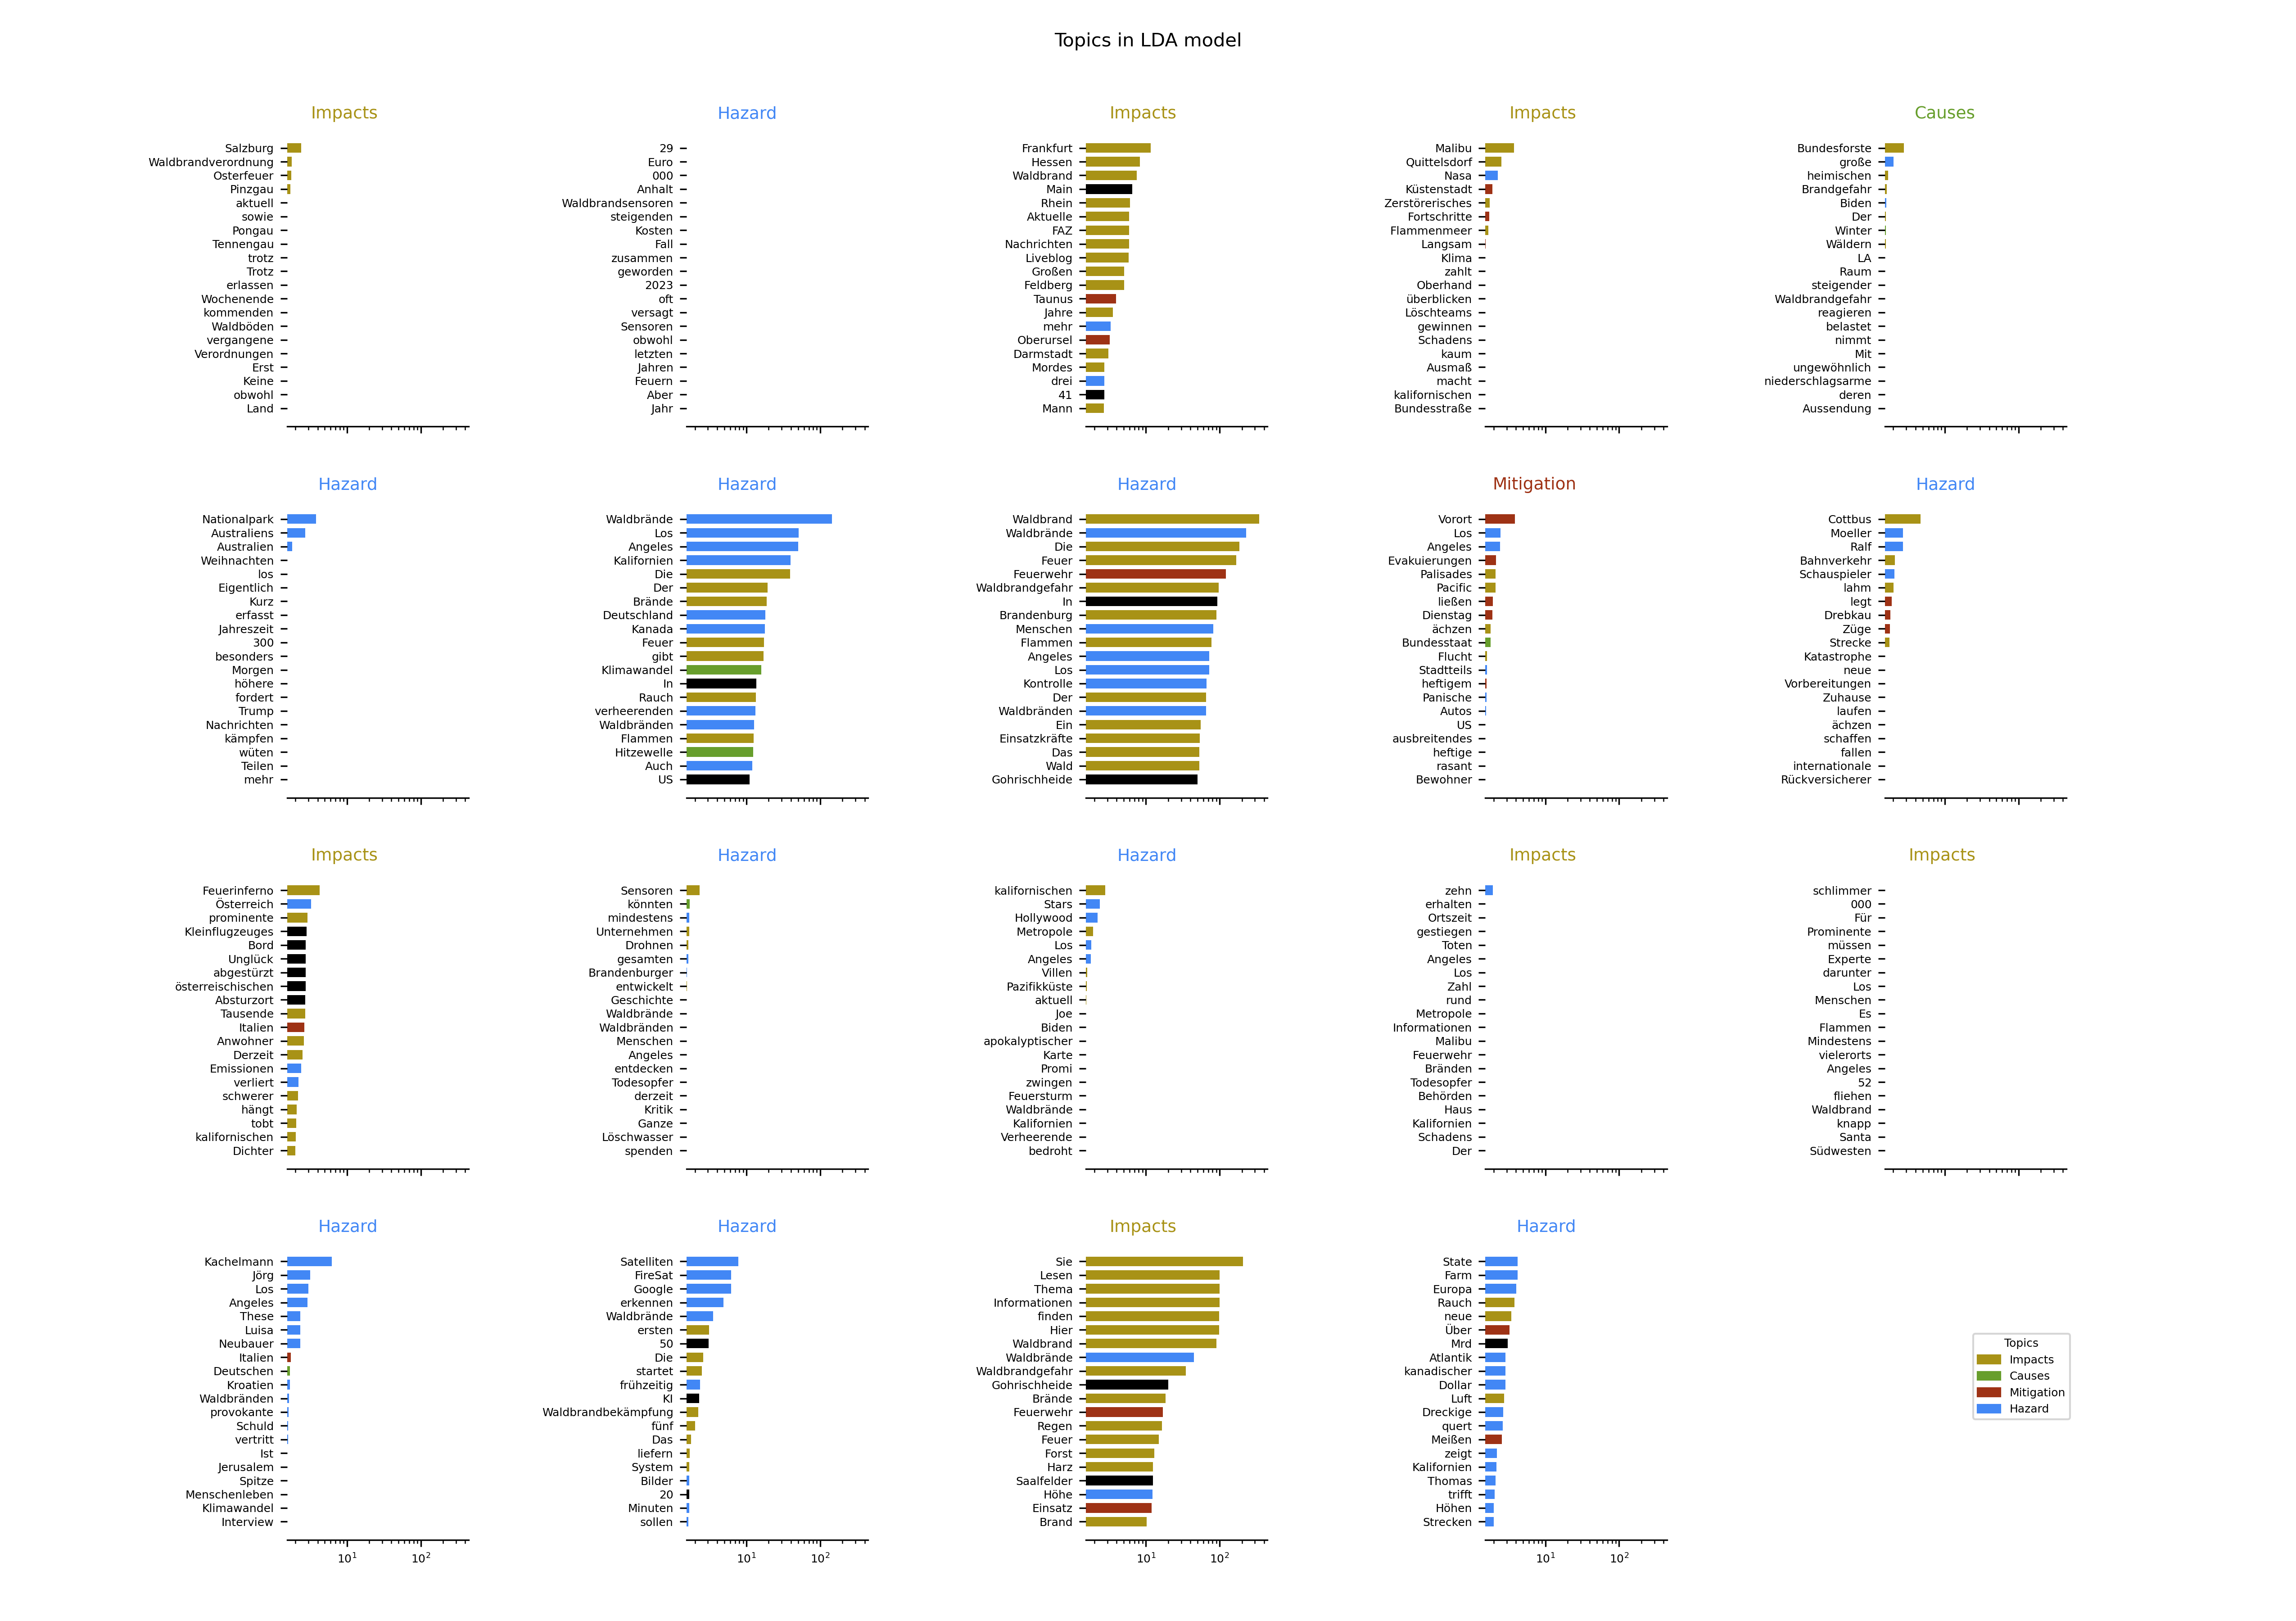 Topics in LDA model
Impacts
Salzburg
Waldbrandverordnung
Osterfeuer
Pinzgau
aktuell
sowie
Pongau
Tennengau
trotz
Trotz
erlassen
Wochenende
kommenden
Waldböden
vergangene
Verordnungen
Erst
Keine
obwohl
Land
Hazard
29
Euro
000
Anhalt
Waldbrandsensoren
steigenden
Kosten
Fall
zusammen
geworden
2023
oft
versagt
Sensoren
obwohl
letzten
Jahren
Feuern
Aber
Jahr
Impacts
Frankfurt
Hessen
Waldbrand
Main
Rhein
Aktuelle
FAZ
Nachrichten
Liveblog
Großen
Feldberg
Taunus
Jahre
mehr
Oberursel
Darmstadt
Mordes
drei
41
Mann
Impacts
Malibu
Quittelsdorf
Nasa
Küstenstadt
Zerstörerisches
Fortschritte
Flammenmeer
Langsam
Klima
zahlt
Oberhand
überblicken
Löschteams
gewinnen
Schadens
kaum
Ausmaß
macht
kalifornischen
Bundesstraße
Causes
Bundesforste
große
heimischen
Brandgefahr
Biden
Der
Winter
Wäldern
LA
Raum
steigender
Waldbrandgefahr
reagieren
belastet
nimmt
Mit
ungewöhnlich
niederschlagsarme
deren
Aussendung
Hazard
Nationalpark
Australiens
Australien
Weihnachten
los
Eigentlich
Kurz
erfasst
Jahreszeit
300
besonders
Morgen
höhere
fordert
Trump
Nachrichten
kämpfen
wüten
Teilen
mehr
Hazard
Waldbrände
Los
Angeles
Kalifornien
Die
Der
Brände
Deutschland
Kanada
Feuer
gibt
Klimawandel
In
Rauch
verheerenden
Waldbränden
Flammen
Hitzewelle
Auch
US
Hazard
Waldbrand
Waldbrände
Die
Feuer
Feuerwehr
Waldbrandgefahr
In
Brandenburg
Menschen
Flammen
Angeles
Los
Kontrolle
Der
Waldbränden
Ein
Einsatzkräfte
Das
Wald
Gohrischheide
Mitigation
Vorort
Los
Angeles
Evakuierungen
Palisades
Pacific
ließen
Dienstag
ächzen
Bundesstaat
Flucht
Stadtteils
heftigem
Panische
Autos
US
ausbreitendes
heftige
rasant
Bewohner
Hazard
Cottbus
Moeller
Ralf
Bahnverkehr
Schauspieler
lahm
legt
Drebkau
Züge
Strecke
Katastrophe
neue
Vorbereitungen
Zuhause
laufen
ächzen
schaffen
fallen
internationale
Rückversicherer
Impacts
Feuerinferno
Österreich
prominente
Kleinflugzeuges
Bord
Unglück
abgestürzt
österreischischen
Absturzort
Tausende
Italien
Anwohner
Derzeit
Emissionen
verliert
schwerer
hängt
tobt
kalifornischen
Dichter
Hazard
Sensoren
könnten
mindestens
Unternehmen
Drohnen
gesamten
Brandenburger
entwickelt
Geschichte
Waldbrände
Waldbränden
Menschen
Angeles
entdecken
Todesopfer
derzeit
Kritik
Ganze
Löschwasser
spenden
Hazard
kalifornischen
Stars
Hollywood
Metropole
Los
Angeles
Villen
Pazifikküste
aktuell
Joe
Biden
apokalyptischer
Karte
Promi
zwingen
Feuersturm
Waldbrände
Kalifornien
Verheerende
bedroht
Impacts
zehn
erhalten
Ortszeit
gestiegen
Toten
Angeles
Los
Zahl
rund
Metropole
Informationen
Malibu
Feuerwehr
Bränden
Todesopfer
Behörden
Haus
Kalifornien
Schadens
Der
Impacts
schlimmer
000
Für
Prominente
müssen
Experte
darunter
Los
Menschen
Es
Flammen
Mindestens
vielerorts
Angeles
52
fliehen
Waldbrand
knapp
Santa
Südwesten
Hazard
Kachelmann
Jörg
Los
Angeles
These
Luisa
Neubauer
Italien
Deutschen
Kroatien
Waldbränden
provokante
Schuld
vertritt
Ist
Jerusalem
Spitze
Menschenleben
Klimawandel
Interview
10¹ 10²
Hazard
Satelliten
FireSat
Google
erkennen
Waldbrände
ersten
50
Die
startet
frühzeitig
KI
Waldbrandbekämpfung
fünf
Das
liefern
System
Bilder
20
Minuten
sollen
10¹ 10²
Impacts
Sie
Lesen
Thema
Informationen
finden
Hier
Waldbrand
Waldbrände
Waldbrandgefahr
Gohrischheide
Brände
Feuerwehr
Regen
Feuer
Forst
Harz
Saalfelder
Höhe
Einsatz
Brand
10¹ 10²
Hazard
State
Farm
Europa
Rauch
neue
Über
Mrd
Atlantik
kanadischer
Dollar
Luft
Dreckige
quert
Meißen
zeigt
Kalifornien
Thomas
trifft
Höhen
Strecken
10¹ 10²
Topics
Impacts
Causes
Mitigation
Hazard